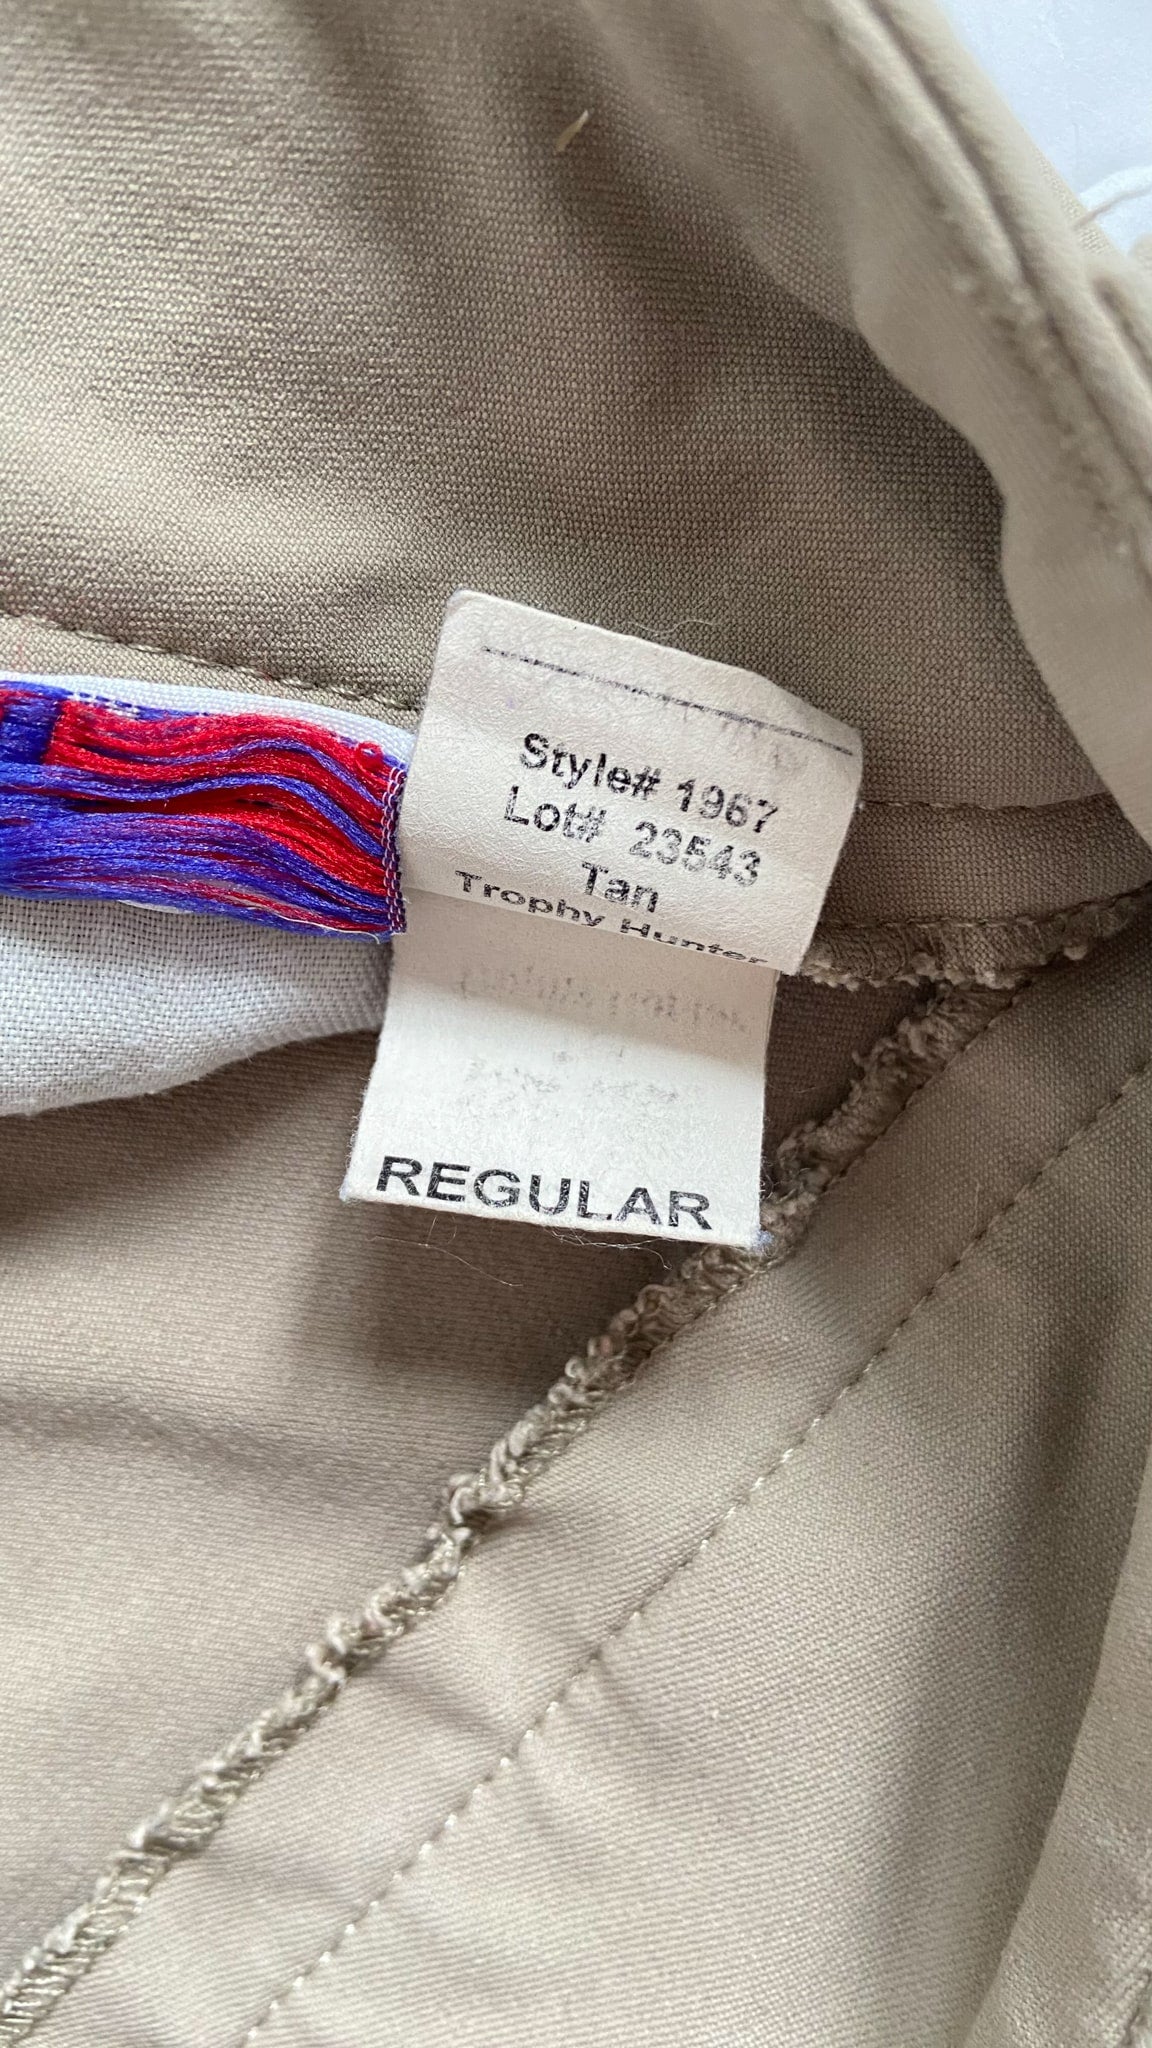 Style# 1967
Lot# 23543
Tan
Trophy Hunter
REGULAR